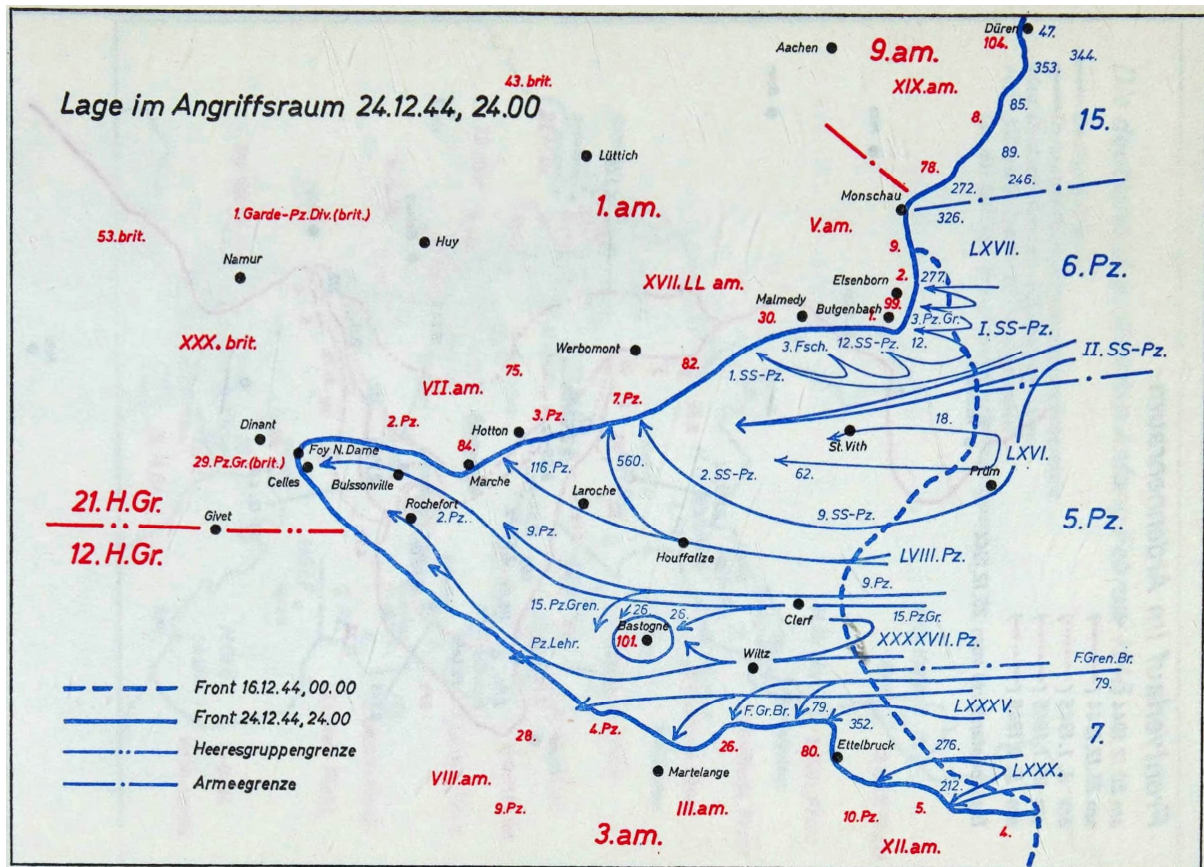 Lage im Angriffsraum 24.12.44, 24.00
43. brit.
Aachen
9.am.
XIX.am.
Düren
104.
47.
344.
353.
85.
8.
15.
89.
78.
246.
272.
Monschau
326.
Lüttich
1.am.
V.am.
1. Garde-Pz. Div. (brit.)
53.brit.
Huy
Namur
9.
LXVII.
6.Pz.
XVII. LL am.
Elsenborn
2.
277.
Malmedy
30.
Butgenbach
99.
1.
3.Pz.Gr.
I.SS-Pz.
XXX. brit.
3.Fsch.
12.SS-Pz.
12.
II.SS-Pz.
Werbomont
82.
1.SS-Pz.
75.
VII.am.
7.Pz.
2.Pz.
3.Pz.
Hotton
18.
Dinant
St.Vith
LXVI.
Foy N. Dame
84.
29.Pz.Gr.(brit.)
Marche
116.Pz.
560.
2.SS-Pz.
62.
Prüm
Celles
Buissonville
21. H.Gr.
Laroche
Rochefort
2.Pz.
9.SS-Pz.
5.Pz.
Givet
9.Pz.
12. H.Gr.
Houffalize
LVIII.Pz.
9.Pz.
15.Pz.Gren.
26.
26.
Clerf
15.PzGr.
Bastogne
101.
XXXXVII.Pz.
Pz.Lehr.
Wiltz
F.Gren.Br.
79.
Front 16.12.44, 00.00
Front 24.12.44, 24.00
Heeresgruppengrenze
Armeegrenze
F.Gr.Br.
79.
LXXXV.
352.
7.
28.
4.Pz.
26.
80.
Ettelbruck
276.
LXXX.
Martelange
212.
VIII.am.
9.Pz.
III.am.
3.am.
10.Pz.
5.
4.
XII.am.